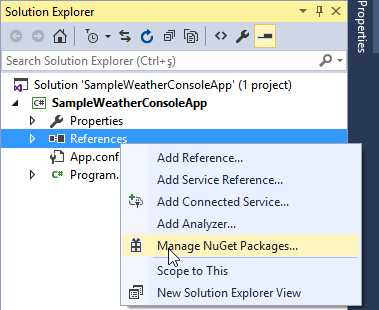 Solution Explorer
Search Solution Explorer (Ctrl+ş)
Solution 'SampleWeatherConsoleApp' (1 project)
C# SampleWeatherConsoleApp
Properties
References
App.conf
C# Program.
Add Reference...
Add Service Reference...
Add Connected Service...
Add Analyzer...
Manage NuGet Packages...
Scope to This
New Solution Explorer View
Properties